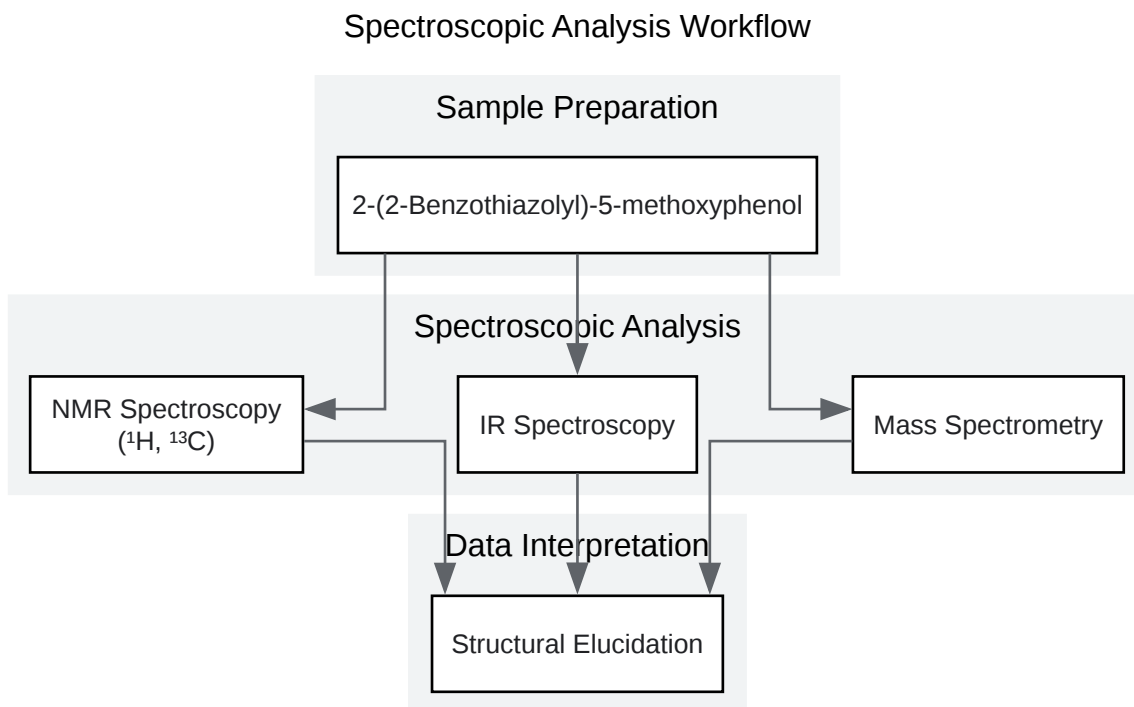 Spectroscopic Analysis Workflow
Sample Preparation
2-(2-Benzothiazolyl)-5-methoxyphenol
Spectroscopic Analysis
NMR Spectroscopy
(¹H, ¹³C)
IR Spectroscopy
Mass Spectrometry
Data Interpretation
Structural Elucidation